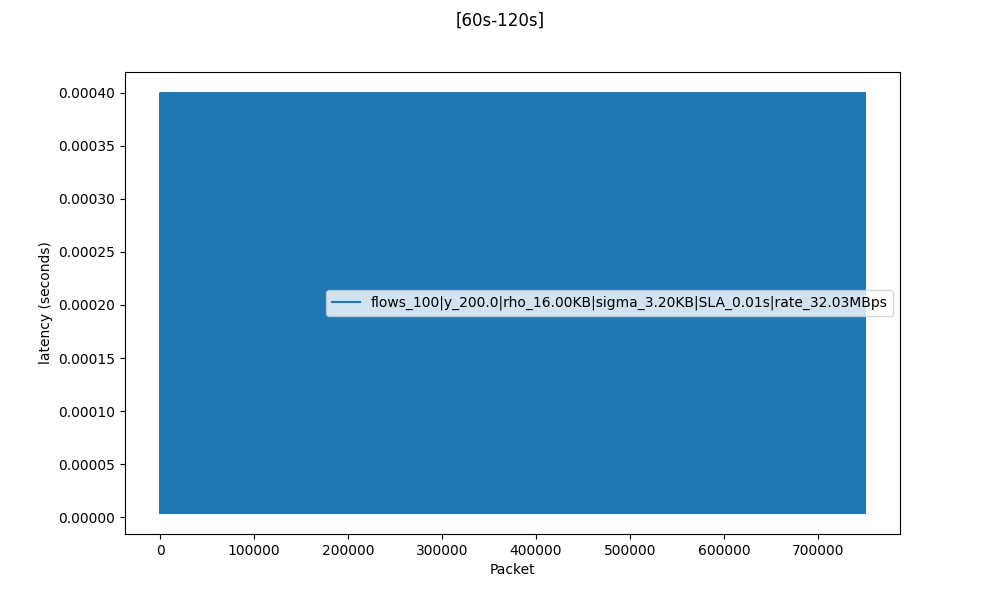 [60s-120s]
0.00040
0.00035
0.00030
0.00025
0.00020
0.00015
0.00010
0.00005
0.00000
latency (seconds)
flows_100|y_200.0|rho_16.00KB|sigma_3.20KB|SLA_0.01s|rate_32.03MBps
0 100000 200000 300000 400000 500000 600000 700000
Packet